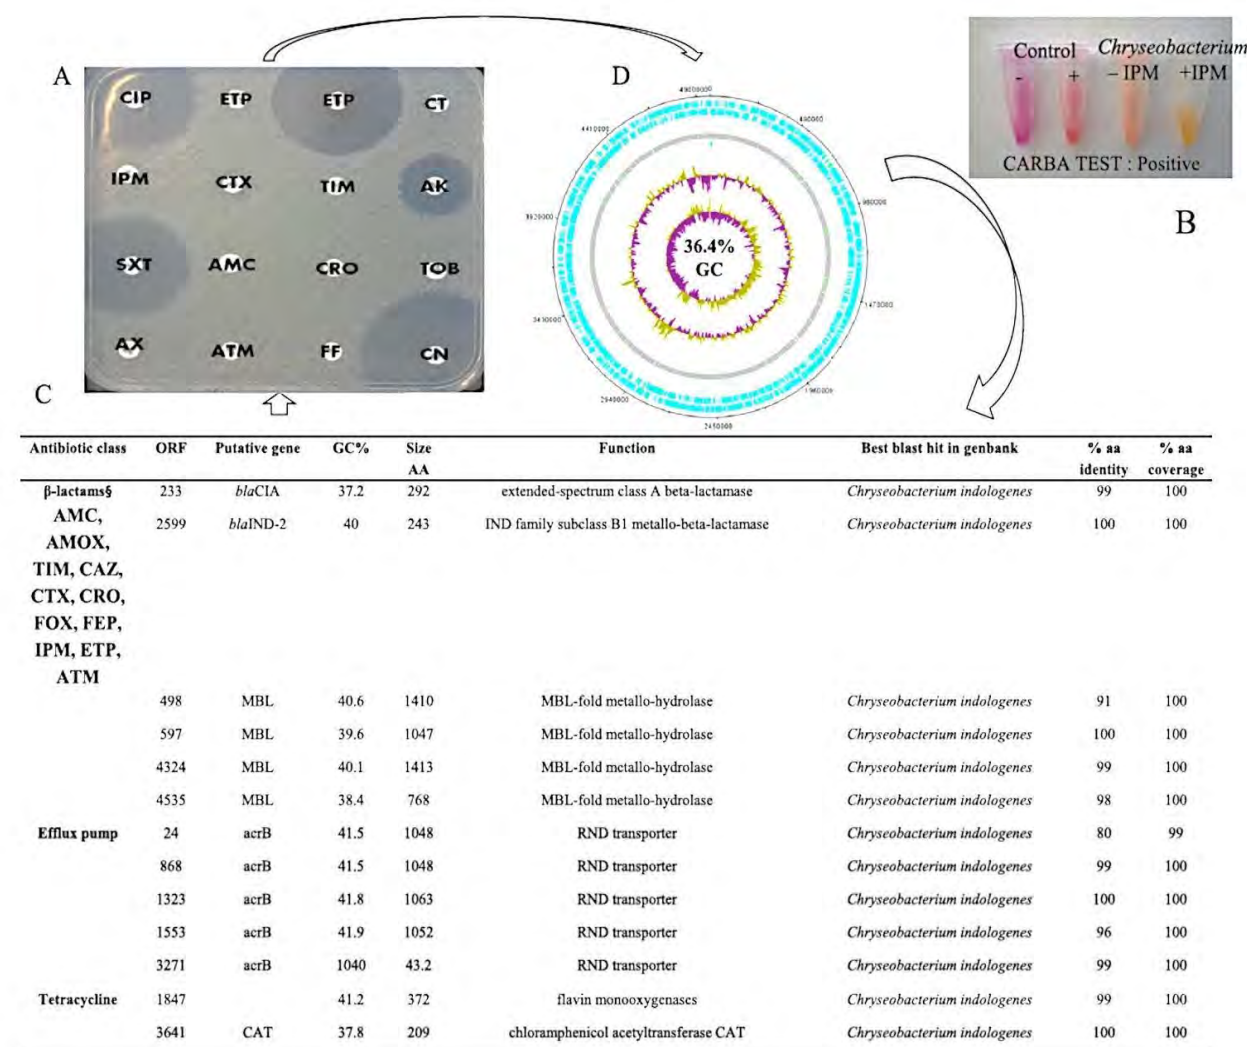 A
CIP ETP ETP CT
IPM CTX TIM AK
SXT AMC CRO TOB
AX ATM FF CN
D
4900000
490000
980000
1470000
1960000
2450000
2940000
3430000
3920000
4410000
36.4%
GC
Control Chryseobacterium
- + – IPM +IPM
CARBA TEST : Positive
B
C
Antibiotic class ORF Putative gene GC% Size AA Function Best blast hit in genbank % aa identity % aa coverage
β-lactams§ 233 blaCIA 37.2 292 extended-spectrum class A beta-lactamase Chryseobacterium indologenes 99 100
AMC, 2599 blaIND-2 40 243 IND family subclass B1 metallo-beta-lactamase Chryseobacterium indologenes 100 100
AMOX,
TIM, CAZ,
CTX, CRO,
FOX, FEP,
IPM, ETP,
ATM
498 MBL 40.6 1410 MBL-fold metallo-hydrolase Chryseobacterium indologenes 91 100
597 MBL 39.6 1047 MBL-fold metallo-hydrolase Chryseobacterium indologenes 100 100
4324 MBL 40.1 1413 MBL-fold metallo-hydrolase Chryseobacterium indologenes 99 100
4535 MBL 38.4 768 MBL-fold metallo-hydrolase Chryseobacterium indologenes 98 100
Efflux pump 24 acrB 41.5 1048 RND transporter Chryseobacterium indologenes 80 99
868 acrB 41.5 1048 RND transporter Chryseobacterium indologenes 99 100
1323 acrB 41.8 1063 RND transporter Chryseobacterium indologenes 100 100
1553 acrB 41.9 1052 RND transporter Chryseobacterium indologenes 96 100
3271 acrB 1040 43.2 RND transporter Chryseobacterium indologenes 99 100
Tetracycline 1847 41.2 372 flavin monooxygenases Chryseobacterium indologenes 99 100
3641 CAT 37.8 209 chloramphenicol acetyltransferase CAT Chryseobacterium indologenes 100 100